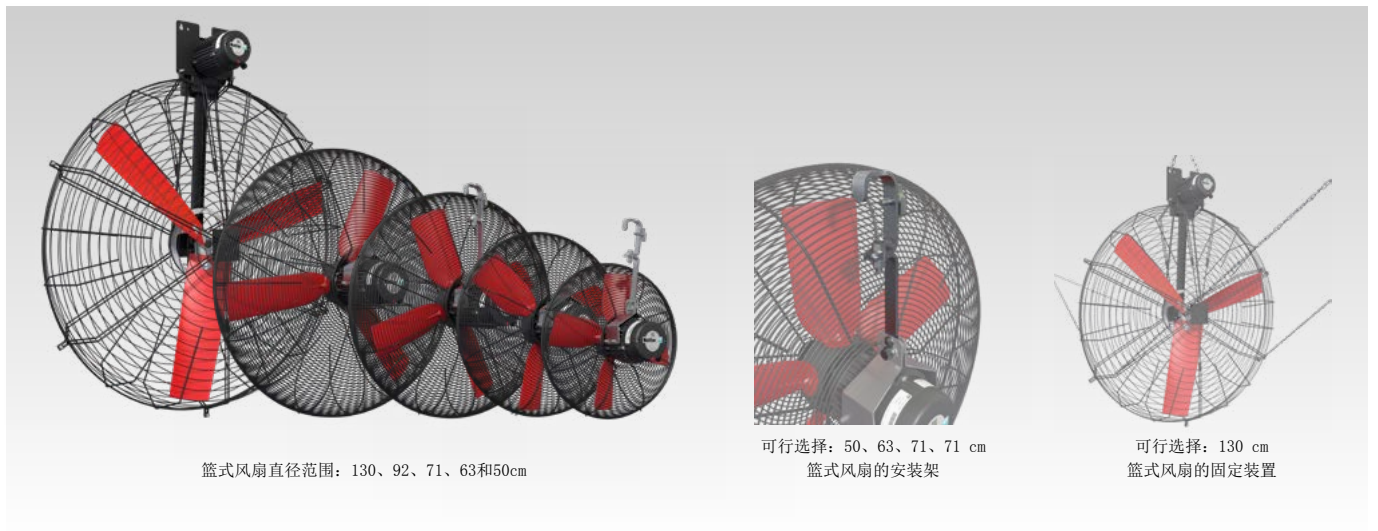 篮式风扇直径范围：130、92、71、63和50cm
可行选择：50、63、71、71 cm
篮式风扇的安装架
可行选择：130 cm
篮式风扇的固定装置